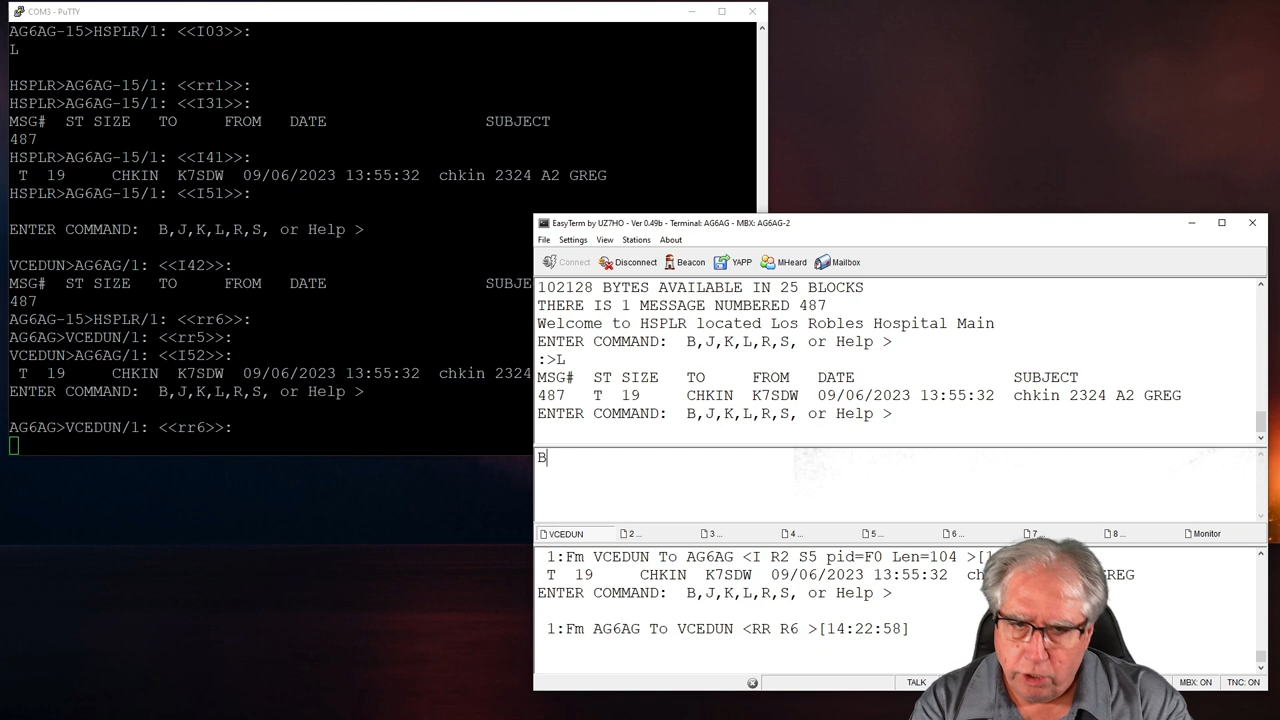 COM3 - PuTTY
AG6AG-15>HSPLR/1: <<I03>>:
L
HSPLR>AG6AG-15/1: <<rr1>>:
HSPLR>AG6AG-15/1: <<I31>>:
MSG# ST SIZE TO FROM DATE SUBJECT
487
HSPLR>AG6AG-15/1: <<I41>>:
T 19 CHKIN K7SDW 09/06/2023 13:55:32 chkin 2324 A2 GREG
HSPLR>AG6AG-15/1: <<I51>>:
ENTER COMMAND: B,J,K,L,R,S, or Help >
VCEDUN>AG6AG/1: <<I42>>:
MSG# ST SIZE TO FROM DATE SUBJE
487
AG6AG-15>HSPLR/1: <<rr6>>:
AG6AG>VCEDUN/1: <<rr5>>:
VCEDUN>AG6AG/1: <<I52>>:
T 19 CHKIN K7SDW 09/06/2023 13:55:32 chkin 232
ENTER COMMAND: B,J,K,L,R,S, or Help >
AG6AG>VCEDUN/1: <<rr6>>:
EasyTerm by UZ7HO - Ver 0.49b - Terminal: AG6AG - MBX: AG6AG-2
File Settings View Stations About
Connect Disconnect Beacon YAPP MHeard Mailbox
102128 BYTES AVAILABLE IN 25 BLOCKS
THERE IS 1 MESSAGE NUMBERED 487
Welcome to HSPLR located Los Robles Hospital Main
ENTER COMMAND: B,J,K,L,R,S, or Help >
:>L
MSG# ST SIZE TO FROM DATE SUBJECT
487 T 19 CHKIN K7SDW 09/06/2023 13:55:32 chkin 2324 A2 GREG
ENTER COMMAND: B,J,K,L,R,S, or Help >
B
VCEDUN 2 ... 3 ... 4 ... 5 ... 6 ... 7 ... 8 ... Monitor
1:Fm VCEDUN To AG6AG <I R2 S5 pid=F0 Len=104 >[1
T 19 CHKIN K7SDW 09/06/2023 13:55:32 ch GREG
ENTER COMMAND: B,J,K,L,R,S, or Help >
1:Fm AG6AG To VCEDUN <RR R6 >[14:22:58]
TALK MBX: ON TNC: ON